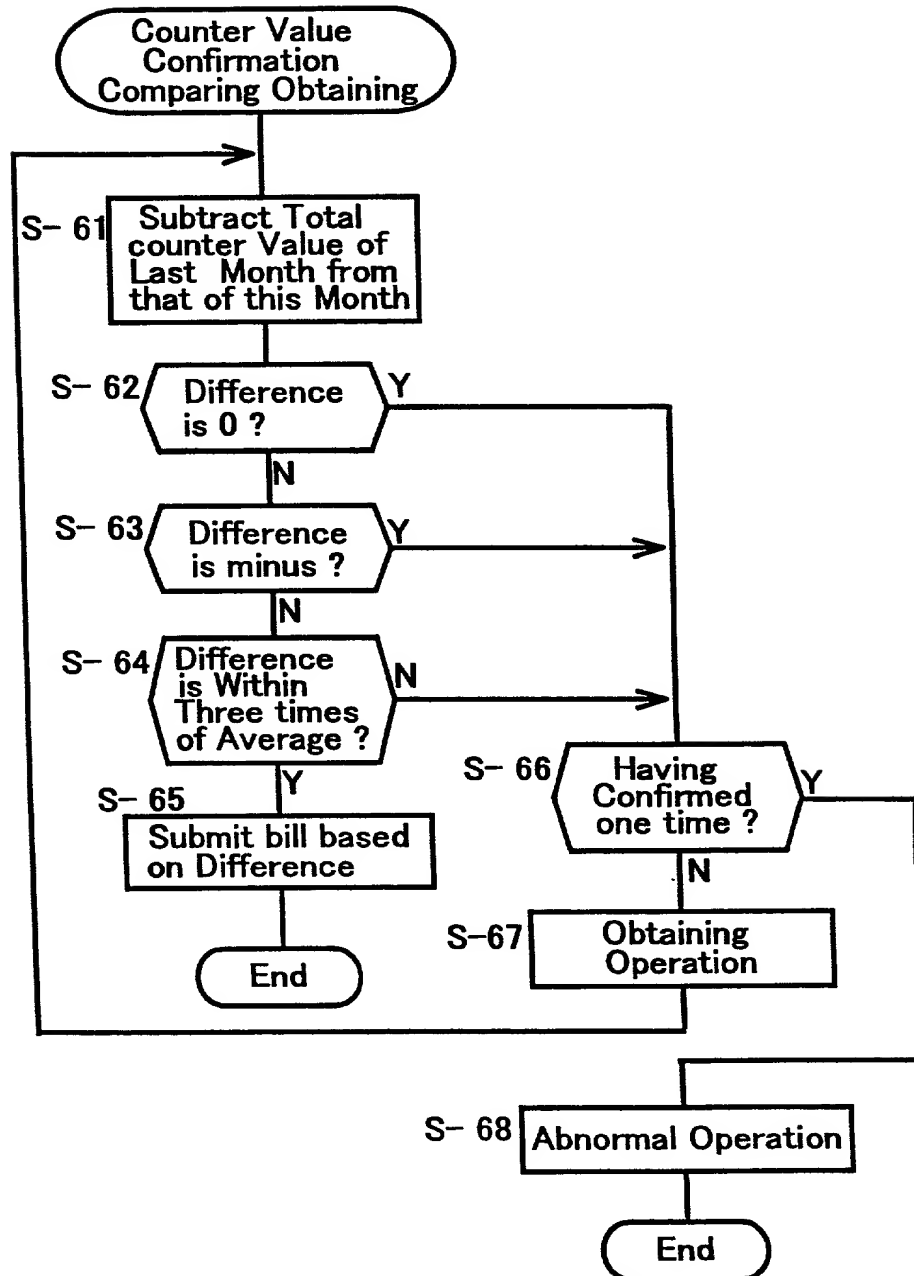 Counter Value
Confirmation
Comparing Obtaining
S- 61
Subtract Total
counter Value of
Last Month from
that of this Month
S- 62
Difference
is 0 ?
Y
N
S- 63
Difference
is minus ?
Y
N
S- 64
Difference
is Within
Three times
of Average ?
N
Y
S- 65
Submit bill based
on Difference
End
S- 66
Having
Confirmed
one time ?
Y
N
S-67
Obtaining
Operation
S- 68
Abnormal Operation
End